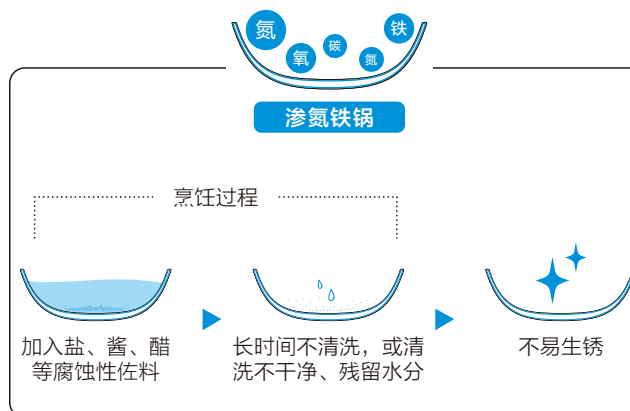 氮
氧
碳
氮
铁
渗氮铁锅
烹饪过程
加入盐、酱、醋
等腐蚀性佐料
长时间不清洗，或清
洗不干净、残留水分
不易生锈